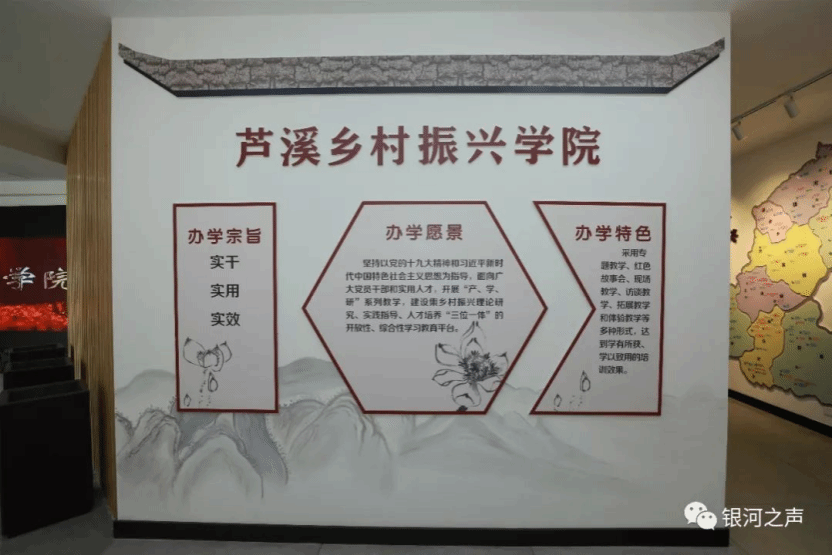 芦溪乡村振兴学院
办学宗旨
实干
实用
实效
办学愿景
坚持以党的十九大精神和习近平新时
代中国特色社会主义思想为指导，面向广
大党员干部和实用人才，开展“产、学、
研”系列教学，建设集乡村振兴理论研
究、实践指导、人才培养“三位一体”的
开放性、综合性学习教育平台。
办学特色
采用专
题教学、红色
故事会、现场
教学、访谈教
学、拓展教学
和体验教学等
多种形式，达
到学有所获、
学以致用的培
训效果。
学院
银河之声